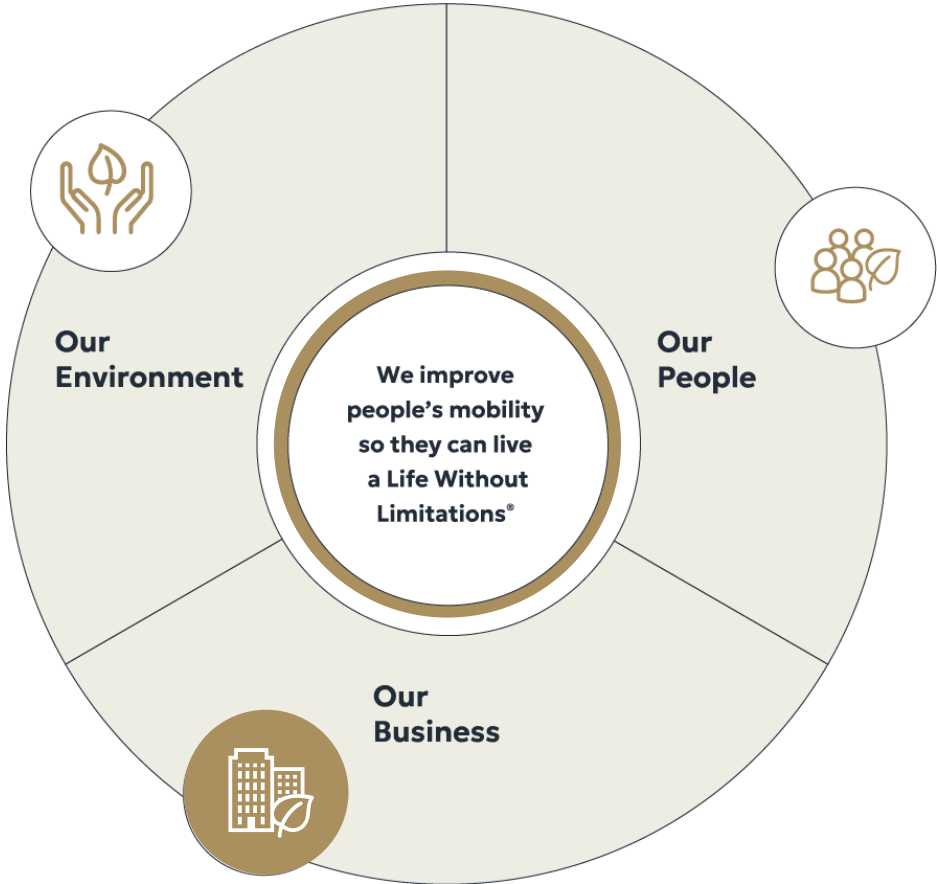 Our
Environment
Our
People
We improve
people’s mobility
so they can live
a Life Without
Limitations®
Our
Business